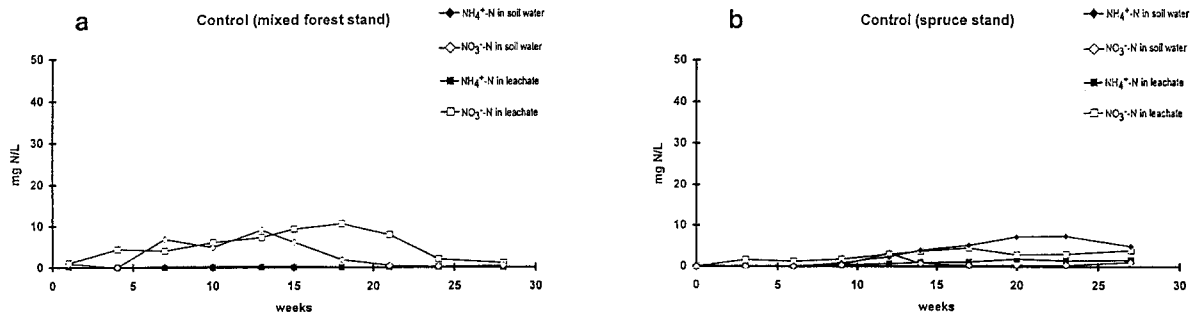 a
Control (mixed forest stand)
NH₄⁺-N in soil water
NO₃⁻-N in soil water
NH₄⁺-N in leachate
NO₃⁻-N in leachate
mg N/L
50
40
30
20
10
0
0 5 10 15 20 25 30
weeks
b
Control (spruce stand)
NH₄⁺-N in soil water
NO₃⁻-N in soil water
NH₄⁺-N in leachate
NO₃⁻-N in leachate
mg N/L
50
40
30
20
10
0
0 5 10 15 20 25 30
weeks